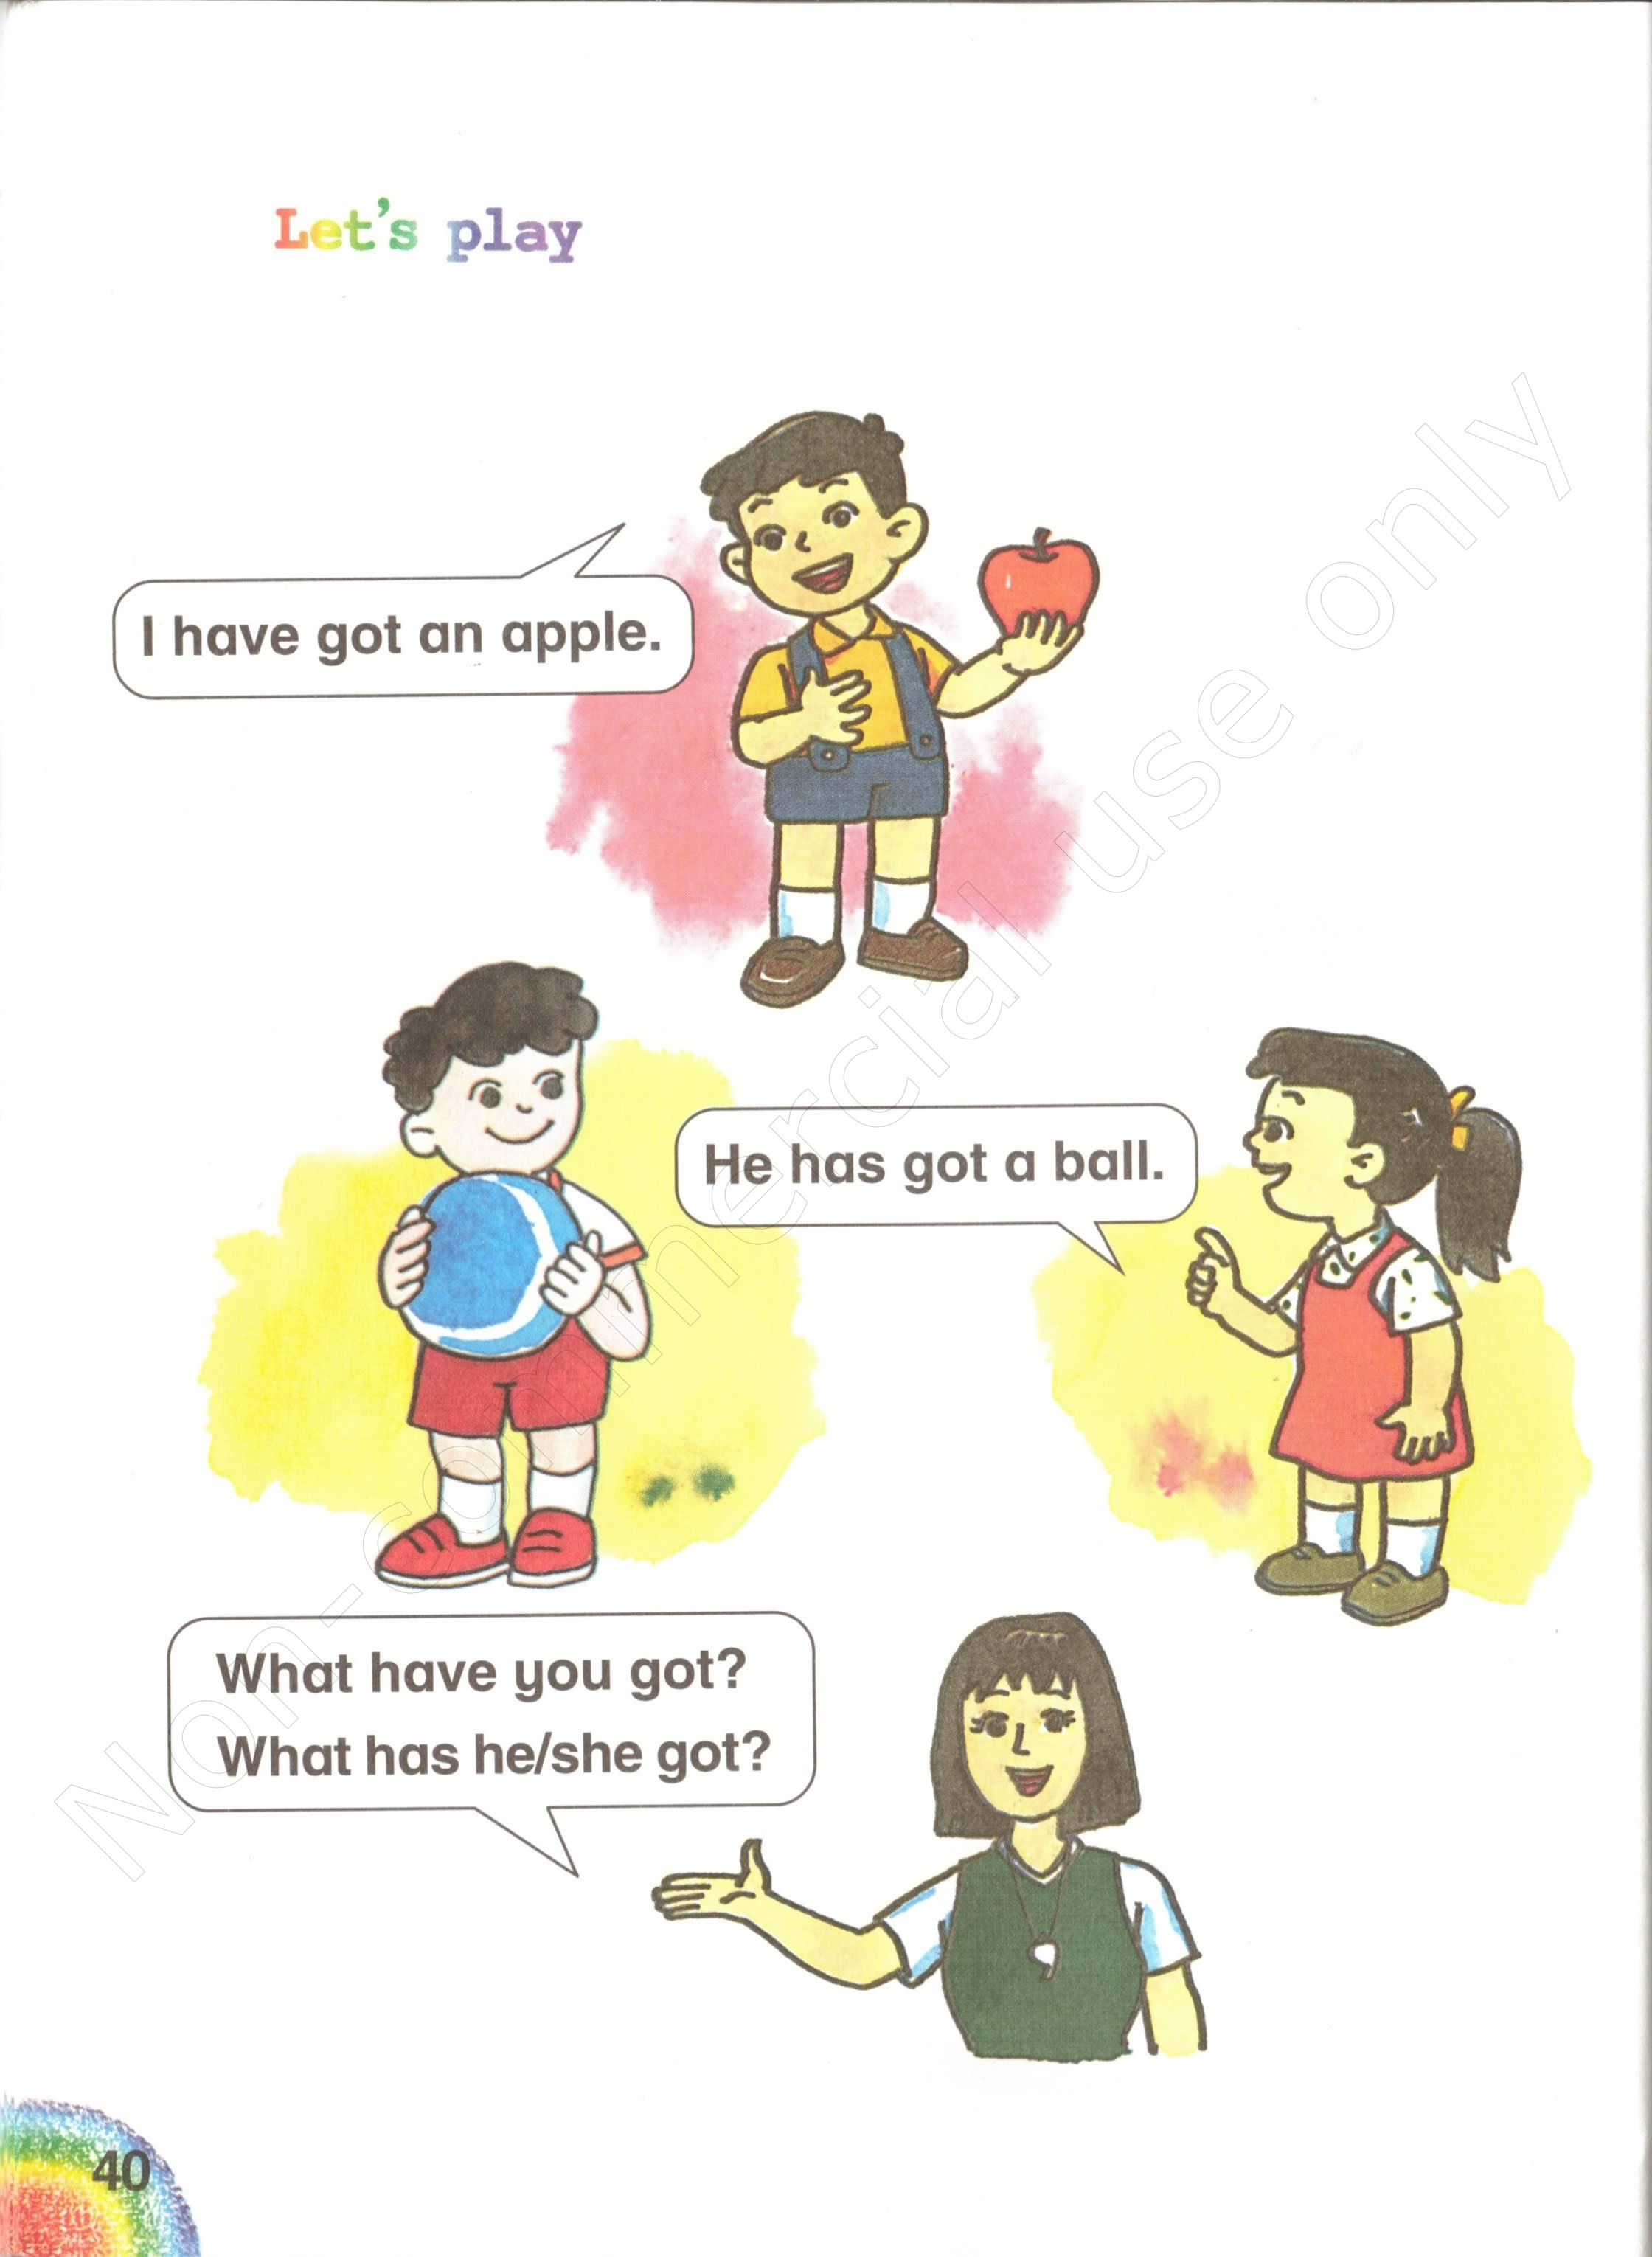 Let's play
I have got an apple.
He has got a ball.
What have you got?
What has he/she got?
40
Non-commercial use only